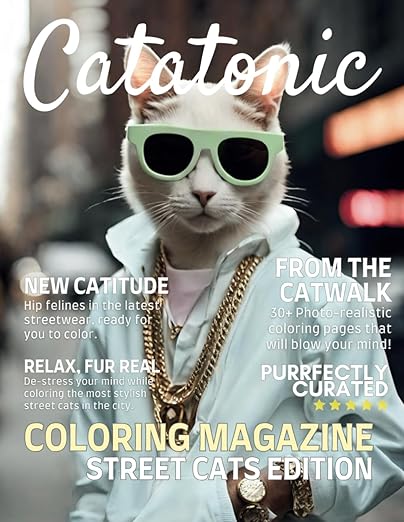 Catatonic
NEW CATITUDE
Hip felines in the latest
streetwear, ready for
you to color.
FROM THE
CATWALK
30+ Photo-realistic
coloring pages that
will blow your mind!
RELAX, FUR REAL
De-stress your mind while
coloring the most stylish
street cats in the city.
PURRFECTLY
CURATED
COLORING MAGAZINE
STREET CATS EDITION